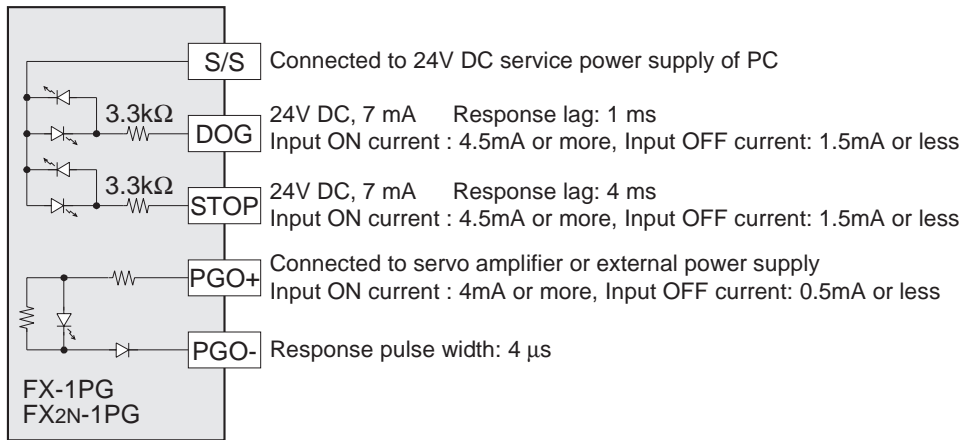 S/S Connected to 24V DC service power supply of PC
3.3kΩ DOG 24V DC, 7 mA Response lag: 1 ms
Input ON current : 4.5mA or more, Input OFF current: 1.5mA or less
3.3kΩ STOP 24V DC, 7 mA Response lag: 4 ms
Input ON current : 4.5mA or more, Input OFF current: 1.5mA or less
PGO+ Connected to servo amplifier or external power supply
Input ON current : 4mA or more, Input OFF current: 0.5mA or less
PGO- Response pulse width: 4 μs
FX-1PG
FX2N-1PG